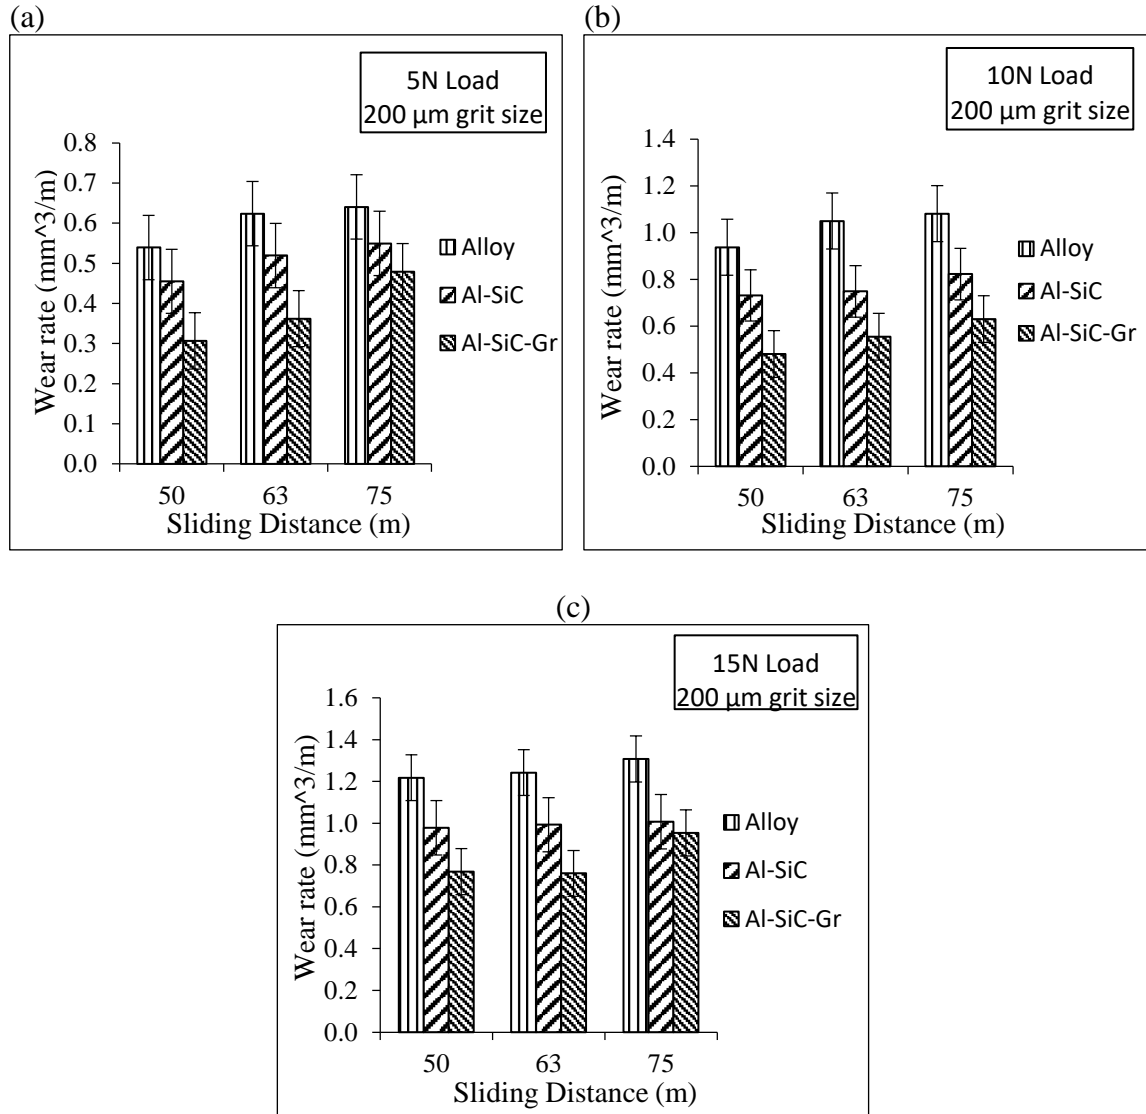 (a)
5N Load
200 µm grit size
0.8
0.7
0.6
0.5
0.4
0.3
0.2
0.1
0.0
Wear rate (mm^3/m)
50 63 75
Sliding Distance (m)
Alloy
Al-SiC
Al-SiC-Gr
(b)
10N Load
200 µm grit size
1.4
1.2
1.0
0.8
0.6
0.4
0.2
0.0
Wear rate (mm^3/m)
50 63 75
Sliding Distance (m)
Alloy
Al-SiC
Al-SiC-Gr
(c)
15N Load
200 µm grit size
1.6
1.4
1.2
1.0
0.8
0.6
0.4
0.2
0.0
Wear rate (mm^3/m)
50 63 75
Sliding Distance (m)
Alloy
Al-SiC
Al-SiC-Gr